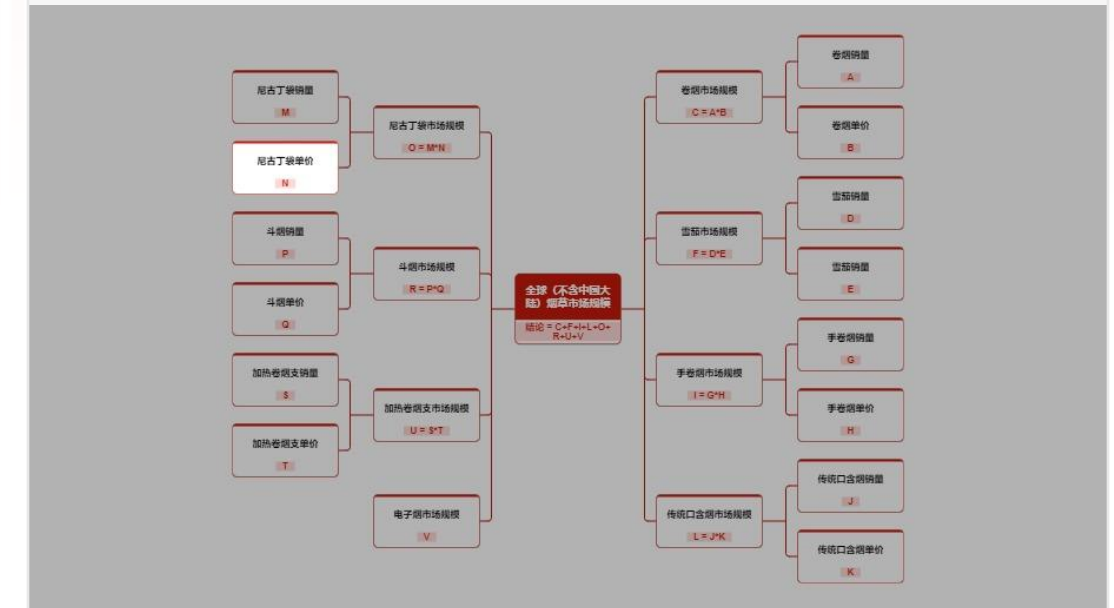 尼古丁袋销量
M
尼古丁袋单价
N
尼古丁袋市场规模
O = M*N
斗烟销量
P
斗烟单价
Q
斗烟市场规模
R = P*Q
加热卷烟支销量
S
加热卷烟支单价
T
加热卷烟支市场规模
U = S*T
电子烟市场规模
V
全球（不含中国大
陆）烟草市场规模
结论 = C+F+I+L+O+
R+U+V
卷烟市场规模
C = A*B
卷烟销量
A
卷烟单价
B
雪茄市场规模
F = D*E
雪茄销量
D
雪茄销量
E
手卷烟市场规模
I = G*H
手卷烟销量
G
手卷烟单价
H
传统口含烟市场规模
L = J*K
传统口含烟销量
J
传统口含烟单价
K